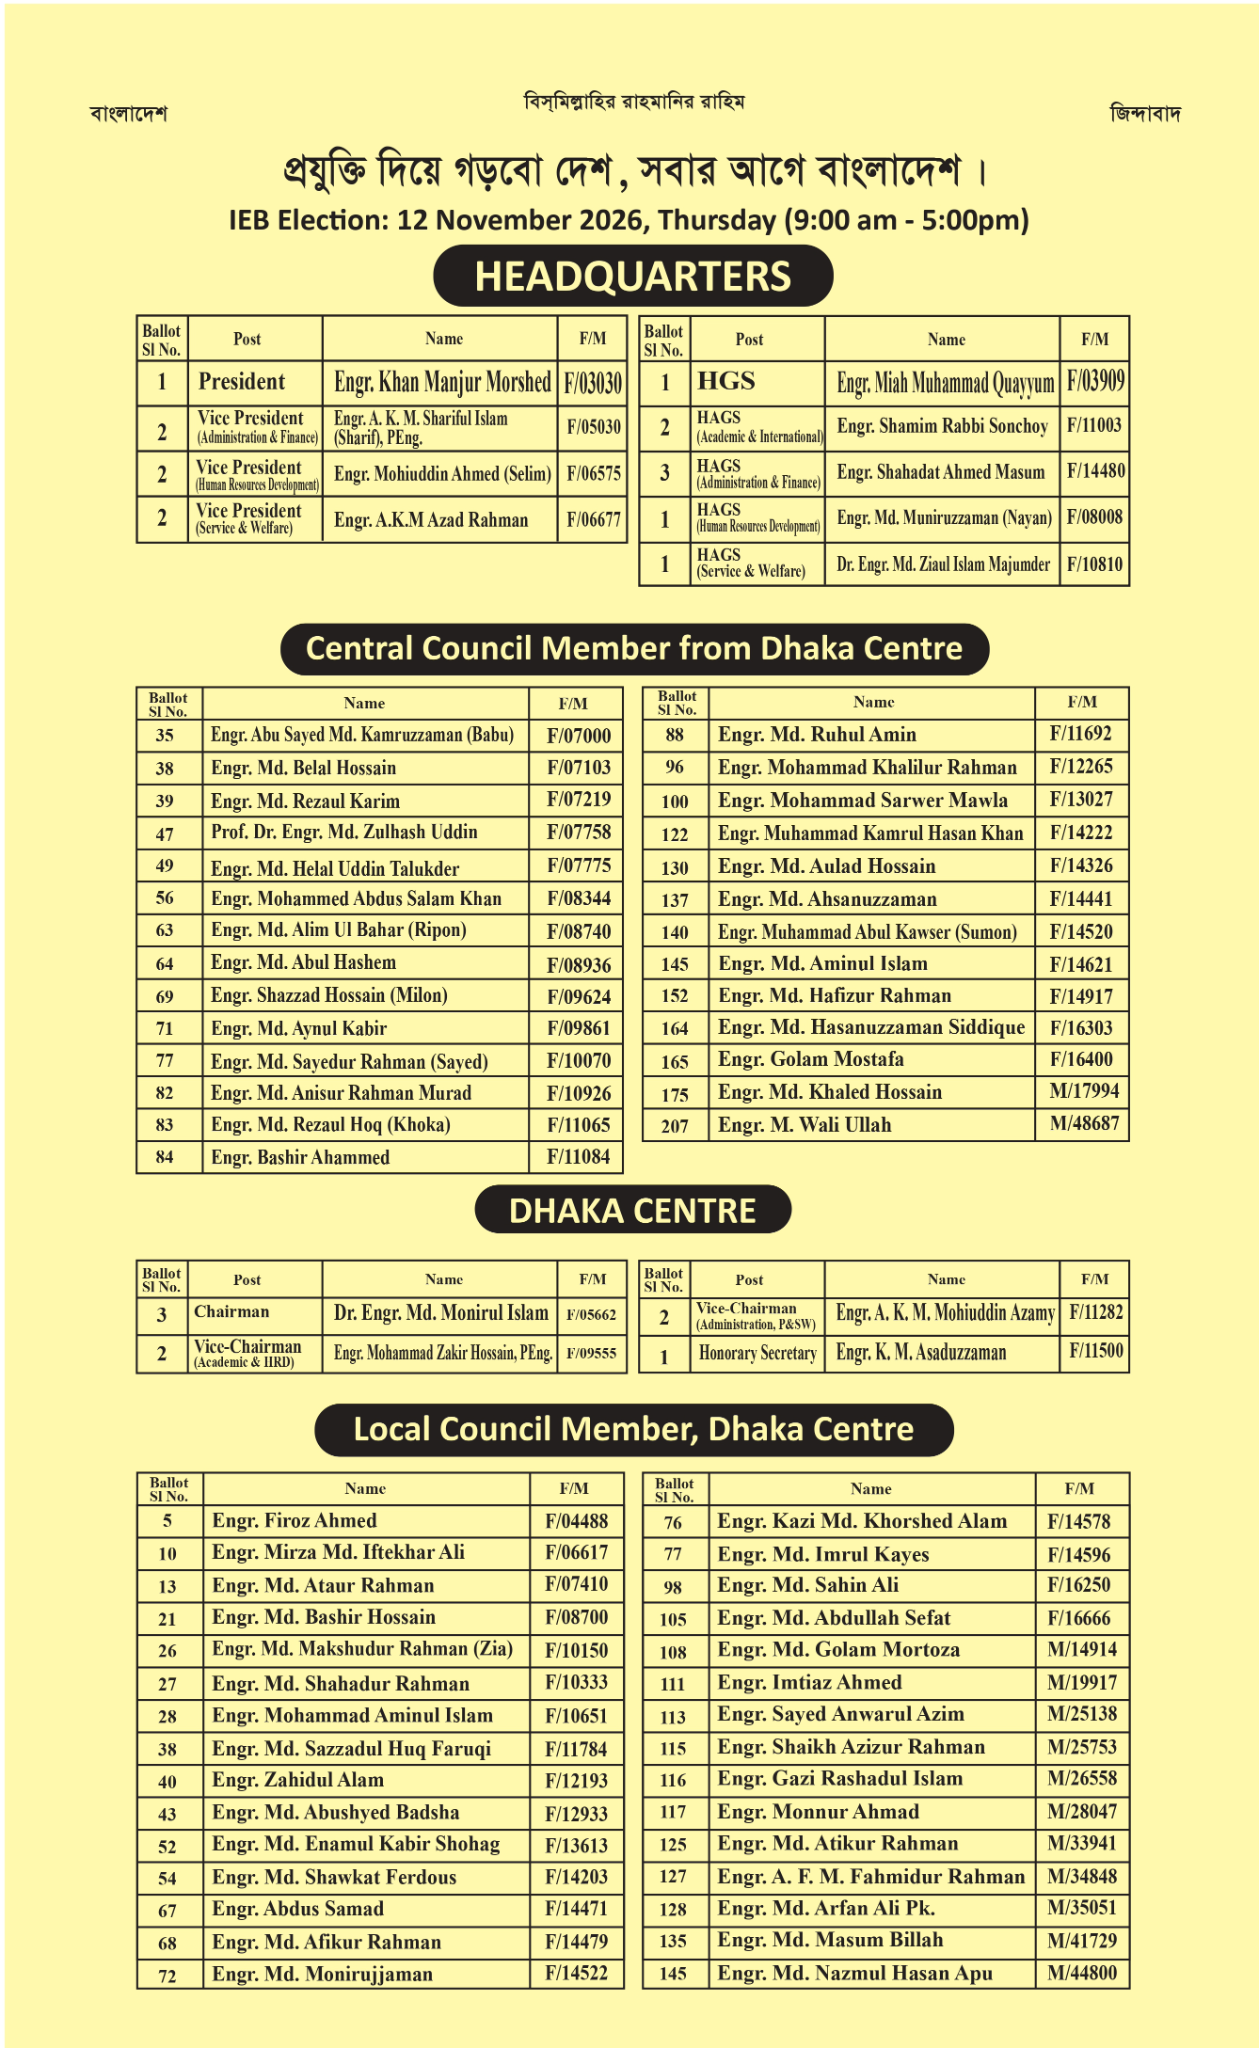 বিস্‌মিল্লাহির রাহমানির রাহিম
বাংলাদেশ
জিন্দাবাদ
প্রযুক্তি দিয়ে গড়বো দেশ, সবার আগে বাংলাদেশ।
IEB Election: 12 November 2026, Thursday (9:00 am - 5:00pm)
HEADQUARTERS
Ballot Sl No. Post Name F/M
1 President Engr. Khan Manjur Morshed F/03030
2 Vice President (Administration & Finance) Engr. A. K. M. Shariful Islam (Sharif), PEng. F/05030
2 Vice President (Human Resources Development) Engr. Mohiuddin Ahmed (Selim) F/06575
2 Vice President (Service & Welfare) Engr. A.K.M Azad Rahman F/06677
Ballot Sl No. Post Name F/M
1 HGS Engr. Miah Muhammad Quayyum F/03909
2 HAGS (Academic & International) Engr. Shamim Rabbi Sonchoy F/11003
3 HAGS (Administration & Finance) Engr. Shahadat Ahmed Masum F/14480
1 HAGS (Human Resources Development) Engr. Md. Muniruzzaman (Nayan) F/08008
1 HAGS (Service & Welfare) Dr. Engr. Md. Ziaul Islam Majumder F/10810
Central Council Member from Dhaka Centre
Ballot Sl No. Name F/M
35 Engr. Abu Sayed Md. Kamruzzaman (Babu) F/07000
38 Engr. Md. Belal Hossain F/07103
39 Engr. Md. Rezaul Karim F/07219
47 Prof. Dr. Engr. Md. Zulhash Uddin F/07758
49 Engr. Md. Helal Uddin Talukder F/07775
56 Engr. Mohammed Abdus Salam Khan F/08344
63 Engr. Md. Alim Ul Bahar (Ripon) F/08740
64 Engr. Md. Abul Hashem F/08936
69 Engr. Shazzad Hossain (Milon) F/09624
71 Engr. Md. Aynul Kabir F/09861
77 Engr. Md. Sayedur Rahman (Sayed) F/10070
82 Engr. Md. Anisur Rahman Murad F/10926
83 Engr. Md. Rezaul Hoq (Khoka) F/11065
84 Engr. Bashir Ahammed F/11084
Ballot Sl No. Name F/M
88 Engr. Md. Ruhul Amin F/11692
96 Engr. Mohammad Khalilur Rahman F/12265
100 Engr. Mohammad Sarwer Mawla F/13027
122 Engr. Muhammad Kamrul Hasan Khan F/14222
130 Engr. Md. Aulad Hossain F/14326
137 Engr. Md. Ahsanuzzaman F/14441
140 Engr. Muhammad Abul Kawser (Sumon) F/14520
145 Engr. Md. Aminul Islam F/14621
152 Engr. Md. Hafizur Rahman F/14917
164 Engr. Md. Hasanuzzaman Siddique F/16303
165 Engr. Golam Mostafa F/16400
175 Engr. Md. Khaled Hossain M/17994
207 Engr. M. Wali Ullah M/48687
DHAKA CENTRE
Ballot Sl No. Post Name F/M
3 Chairman Dr. Engr. Md. Monirul Islam F/05662
2 Vice-Chairman (Academic & HRD) Engr. Mohammad Zakir Hossain, PEng. F/09555
Ballot Sl No. Post Name F/M
2 Vice-Chairman (Administration, P&SW) Engr. A. K. M. Mohiuddin Azamy F/11282
1 Honorary Secretary Engr. K. M. Asaduzzaman F/11500
Local Council Member, Dhaka Centre
Ballot Sl No. Name F/M
5 Engr. Firoz Ahmed F/04488
10 Engr. Mirza Md. Iftekhar Ali F/06617
13 Engr. Md. Ataur Rahman F/07410
21 Engr. Md. Bashir Hossain F/08700
26 Engr. Md. Makshudur Rahman (Zia) F/10150
27 Engr. Md. Shahadur Rahman F/10333
28 Engr. Mohammad Aminul Islam F/10651
38 Engr. Md. Sazzadul Huq Faruqi F/11784
40 Engr. Zahidul Alam F/12193
43 Engr. Md. Abushyed Badsha F/12933
52 Engr. Md. Enamul Kabir Shohag F/13613
54 Engr. Md. Shawkat Ferdous F/14203
67 Engr. Abdus Samad F/14471
68 Engr. Md. Afikur Rahman F/14479
72 Engr. Md. Monirujjaman F/14522
Ballot Sl No. Name F/M
76 Engr. Kazi Md. Khorshed Alam F/14578
77 Engr. Md. Imrul Kayes F/14596
98 Engr. Md. Sahin Ali F/16250
105 Engr. Md. Abdullah Sefat F/16666
108 Engr. Md. Golam Mortoza M/14914
111 Engr. Imtiaz Ahmed M/19917
113 Engr. Sayed Anwarul Azim M/25138
115 Engr. Shaikh Azizur Rahman M/25753
116 Engr. Gazi Rashadul Islam M/26558
117 Engr. Monnur Ahmad M/28047
125 Engr. Md. Atikur Rahman M/33941
127 Engr. A. F. M. Fahmidur Rahman M/34848
128 Engr. Md. Arfan Ali Pk. M/35051
135 Engr. Md. Masum Billah M/41729
145 Engr. Md. Nazmul Hasan Apu M/44800